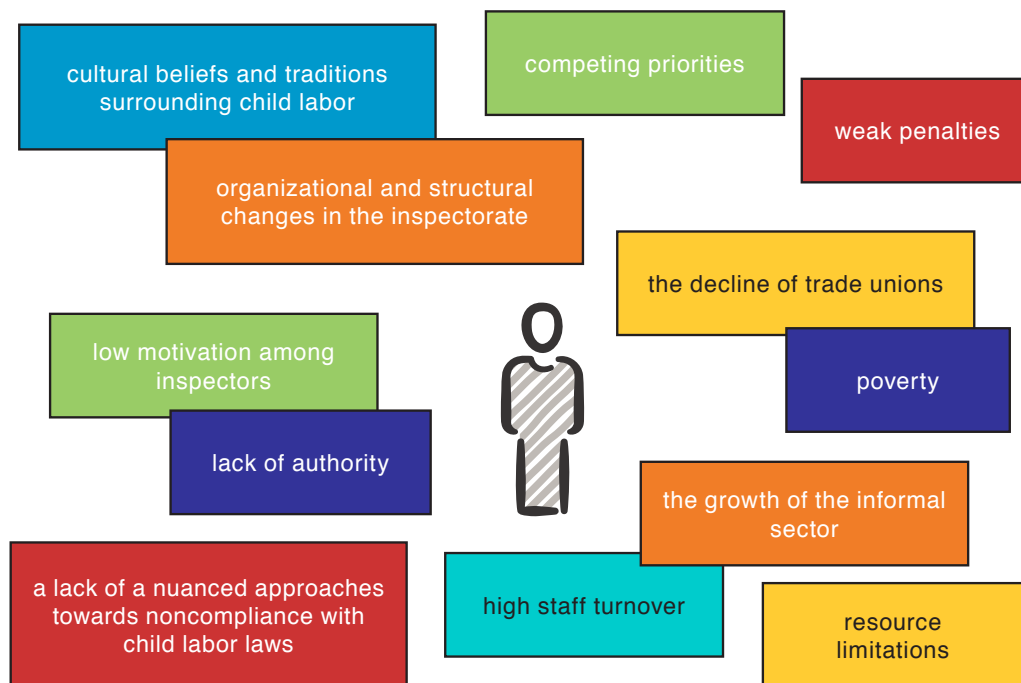 cultural beliefs and traditions
surrounding child labor
competing priorities
weak penalties
organizational and structural
changes in the inspectorate
the decline of trade unions
low motivation among
inspectors
poverty
lack of authority
the growth of the informal
sector
a lack of a nuanced approaches
towards noncompliance with
child labor laws
high staff turnover
resource
limitations